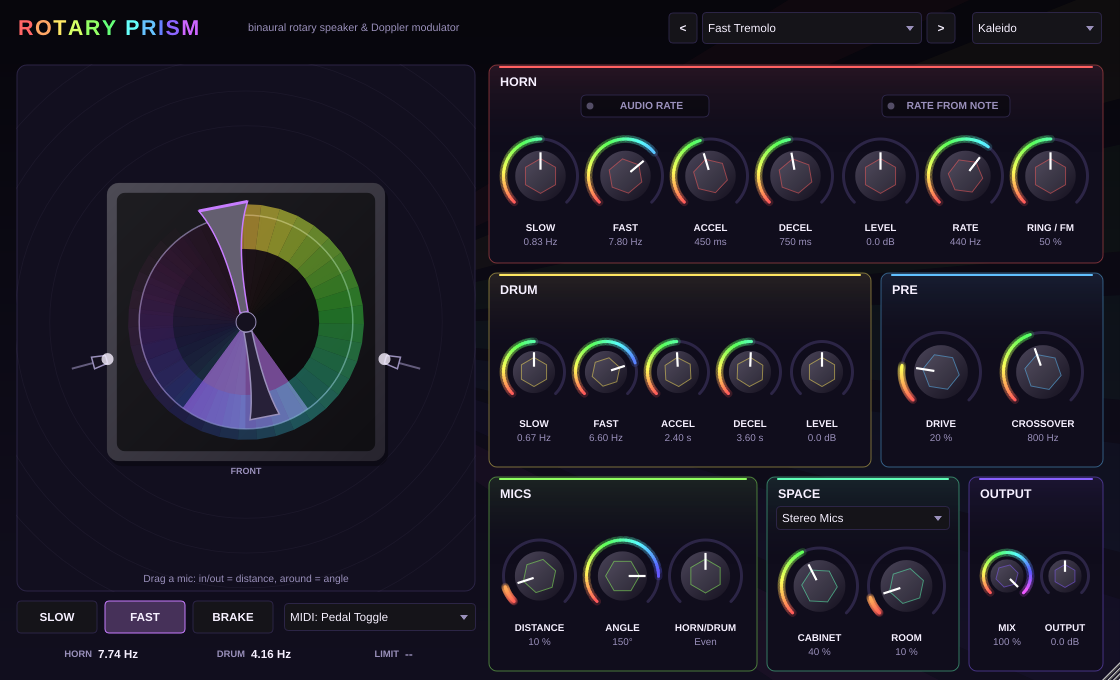 ROTARY PRISM
binaural rotary speaker & Doppler modulator
<
Fast Tremolo
>
Kaleido
FRONT
Drag a mic: in/out = distance, around = angle
SLOW
FAST
BRAKE
MIDI: Pedal Toggle
HORN 7.74 Hz
DRUM 4.16 Hz
LIMIT --
HORN
AUDIO RATE
RATE FROM NOTE
SLOW
FAST
ACCEL
DECEL
LEVEL
RATE
RING / FM
0.83 Hz
7.80 Hz
450 ms
750 ms
0.0 dB
440 Hz
50 %
DRUM
SLOW
FAST
ACCEL
DECEL
LEVEL
0.67 Hz
6.60 Hz
2.40 s
3.60 s
0.0 dB
PRE
DRIVE
CROSSOVER
20 %
800 Hz
MICS
DISTANCE
ANGLE
HORN/DRUM
10 %
150°
Even
SPACE
Stereo Mics
CABINET
ROOM
40 %
10 %
OUTPUT
MIX
OUTPUT
100 %
0.0 dB